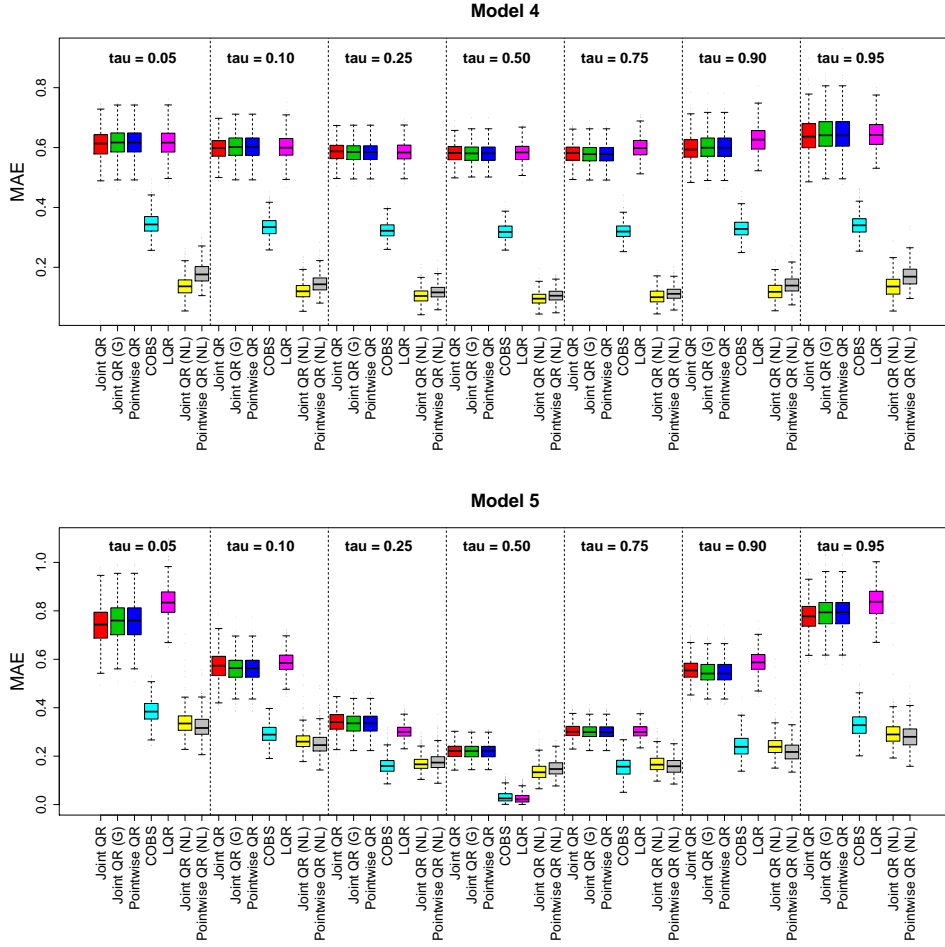 Model 4
tau = 0.05 tau = 0.10 tau = 0.25 tau = 0.50 tau = 0.75 tau = 0.90 tau = 0.95
MAE
0.8
0.6
0.4
0.2
Joint QR
Joint QR (G)
Pointwise QR
COBS
LQR
Joint QR (NL)
Pointwise QR (NL)
Joint QR
Joint QR (G)
Pointwise QR
COBS
LQR
Joint QR (NL)
Pointwise QR (NL)
Joint QR
Joint QR (G)
Pointwise QR
COBS
LQR
Joint QR (NL)
Pointwise QR (NL)
Joint QR
Joint QR (G)
Pointwise QR
COBS
LQR
Joint QR (NL)
Pointwise QR (NL)
Joint QR
Joint QR (G)
Pointwise QR
COBS
LQR
Joint QR (NL)
Pointwise QR (NL)
Joint QR
Joint QR (G)
Pointwise QR
COBS
LQR
Joint QR (NL)
Pointwise QR (NL)
Joint QR
Joint QR (G)
Pointwise QR
COBS
LQR
Joint QR (NL)
Pointwise QR (NL)
Model 5
tau = 0.05 tau = 0.10 tau = 0.25 tau = 0.50 tau = 0.75 tau = 0.90 tau = 0.95
MAE
1.0
0.8
0.6
0.4
0.2
0.0
Joint QR
Joint QR (G)
Pointwise QR
COBS
LQR
Joint QR (NL)
Pointwise QR (NL)
Joint QR
Joint QR (G)
Pointwise QR
COBS
LQR
Joint QR (NL)
Pointwise QR (NL)
Joint QR
Joint QR (G)
Pointwise QR
COBS
LQR
Joint QR (NL)
Pointwise QR (NL)
Joint QR
Joint QR (G)
Pointwise QR
COBS
LQR
Joint QR (NL)
Pointwise QR (NL)
Joint QR
Joint QR (G)
Pointwise QR
COBS
LQR
Joint QR (NL)
Pointwise QR (NL)
Joint QR
Joint QR (G)
Pointwise QR
COBS
LQR
Joint QR (NL)
Pointwise QR (NL)
Joint QR
Joint QR (G)
Pointwise QR
COBS
LQR
Joint QR (NL)
Pointwise QR (NL)